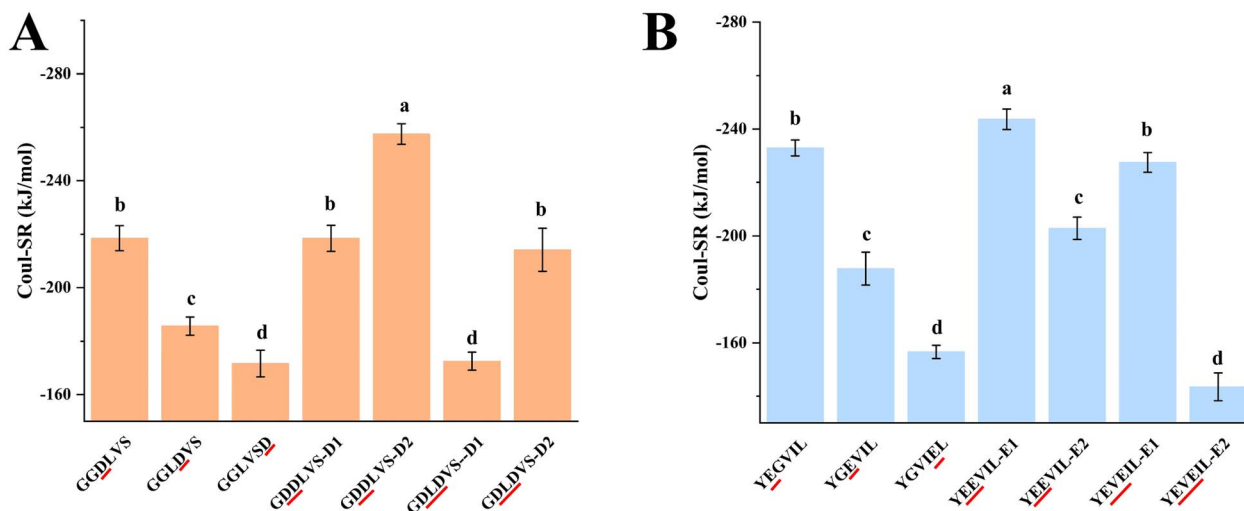 A
Coul-SR (kJ/mol)
-280
-240
-200
-160
b
c
d
b
a
d
b
GGDLVS
GGLDVS
GGLVSD
GDDLVS-D1
GDDLVS-D2
GDLDVS--D1
GDLDVS-D2
B
Coul-SR (kJ/mol)
-280
-240
-200
-160
b
c
d
a
c
b
d
YEGVIL
YGEVIL
YGVIEL
YEEVIL-E1
YEEVIL-E2
YEVEIL-E1
YEVEIL-E2